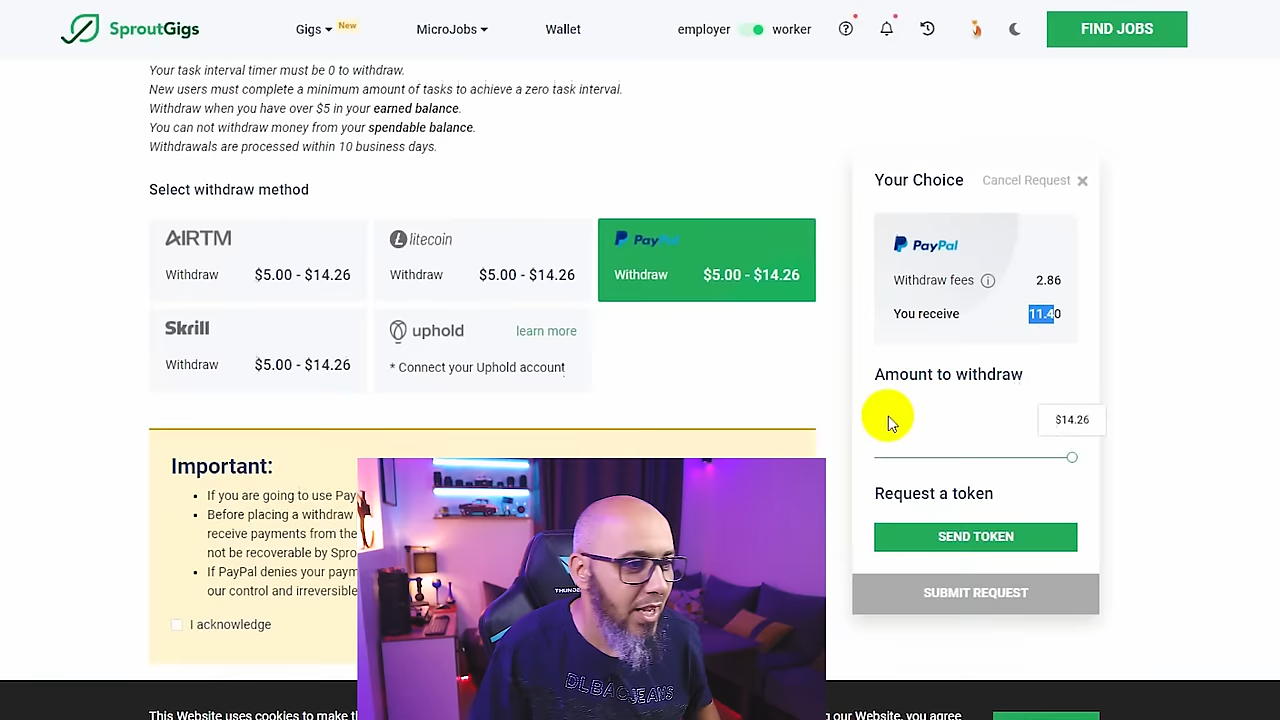 SproutGigs
Gigs New
MicroJobs
Wallet
employer
worker
FIND JOBS
Your task interval timer must be 0 to withdraw.
New users must complete a minimum amount of tasks to achieve a zero task interval.
Withdraw when you have over $5 in your earned balance.
You can not withdraw money from your spendable balance.
Withdrawals are processed within 10 business days.
Select withdraw method
AIRTM
Withdraw $5.00 - $14.26
litecoin
Withdraw $5.00 - $14.26
PayPal
Withdraw $5.00 - $14.26
Skrill
Withdraw $5.00 - $14.26
uphold learn more
* Connect your Uphold account
Your Choice Cancel Request
PayPal
Withdraw fees 2.86
You receive 11.40
Amount to withdraw
$14.26
Request a token
SEND TOKEN
SUBMIT REQUEST
Important:
If you are going to use Pay
Before placing a withdraw
receive payments from the
not be recoverable by Spro
If PayPal denies your paym
our control and irreversible
I acknowledge
THUNDE
DLBAC JEANS
This Website uses cookies to make th
g our Website, you agree